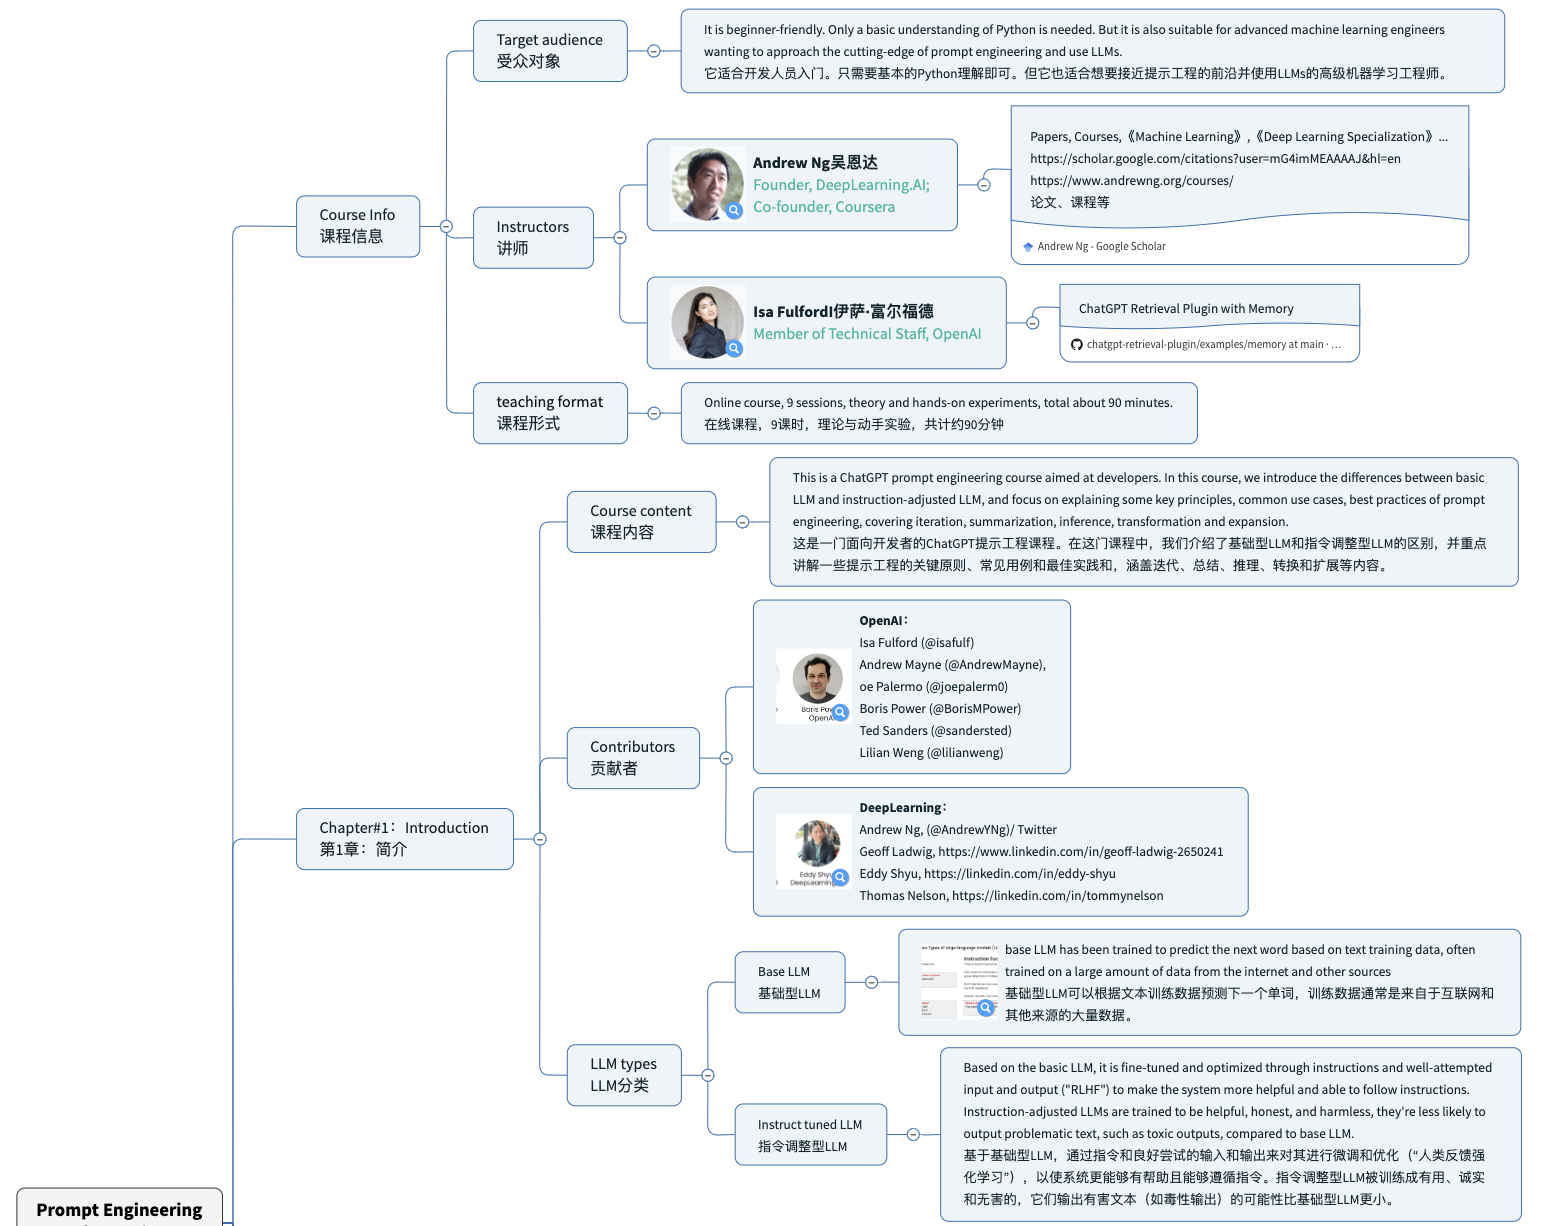 Target audience
受众对象
It is beginner-friendly. Only a basic understanding of Python is needed. But it is also suitable for advanced machine learning engineers
wanting to approach the cutting-edge of prompt engineering and use LLMs.
它适合开发人员入门。只需要基本的Python理解即可。但它也适合想要接近提示工程的前沿并使用LLMs的高级机器学习工程师。
Course Info
课程信息
Instructors
讲师
Andrew Ng吴恩达
Founder, DeepLearning.AI;
Co-founder, Coursera
Papers, Courses,《Machine Learning》,《Deep Learning Specialization》...
https://scholar.google.com/citations?user=mG4imMEAAAAJ&hl=en
https://www.andrewng.org/courses/
论文、课程等
Andrew Ng - Google Scholar
Isa FulfordI伊萨·富尔福德
Member of Technical Staff, OpenAI
ChatGPT Retrieval Plugin with Memory
chatgpt-retrieval-plugin/examples/memory at main · …
teaching format
课程形式
Online course, 9 sessions, theory and hands-on experiments, total about 90 minutes.
在线课程，9课时，理论与动手实验，共计约90分钟
Course content
课程内容
This is a ChatGPT prompt engineering course aimed at developers. In this course, we introduce the differences between basic
LLM and instruction-adjusted LLM, and focus on explaining some key principles, common use cases, best practices of prompt
engineering, covering iteration, summarization, inference, transformation and expansion.
这是一门面向开发者的ChatGPT提示工程课程。在这门课程中，我们介绍了基础型LLM和指令调整型LLM的区别，并重点
讲解一些提示工程的关键原则、常见用例和最佳实践和，涵盖迭代、总结、推理、转换和扩展等内容。
Chapter#1：Introduction
第1章：简介
Contributors
贡献者
OpenAI：
Isa Fulford (@isafulf)
Andrew Mayne (@AndrewMayne),
oe Palermo (@joepalerm0)
Boris Power (@BorisMPower)
Ted Sanders (@sandersted)
Lilian Weng (@lilianweng)
Boris Pow
OpenAI
DeepLearning：
Andrew Ng, (@AndrewYNg)/ Twitter
Geoff Ladwig, https://www.linkedin.com/in/geoff-ladwig-2650241
Eddy Shyu, https://linkedin.com/in/eddy-shyu
Thomas Nelson, https://linkedin.com/in/tommynelson
Eddy Shyu
DeepLearning
LLM types
LLM分类
Base LLM
基础型LLM
base LLM has been trained to predict the next word based on text training data, often
trained on a large amount of data from the internet and other sources
基础型LLM可以根据文本训练数据预测下一个单词，训练数据通常是来自于互联网和
其他来源的大量数据。
Instruct tuned LLM
指令调整型LLM
Based on the basic LLM, it is fine-tuned and optimized through instructions and well-attempted
input and output ("RLHF") to make the system more helpful and able to follow instructions.
Instruction-adjusted LLMs are trained to be helpful, honest, and harmless, they're less likely to
output problematic text, such as toxic outputs, compared to base LLM.
基于基础型LLM，通过指令和良好尝试的输入和输出来对其进行微调和优化（“人类反馈强
化学习”），以使系统更能够有帮助且能够遵循指令。指令调整型LLM被训练成有用、诚实
和无害的，它们输出有害文本（如毒性输出）的可能性比基础型LLM更小。
Prompt Engineering